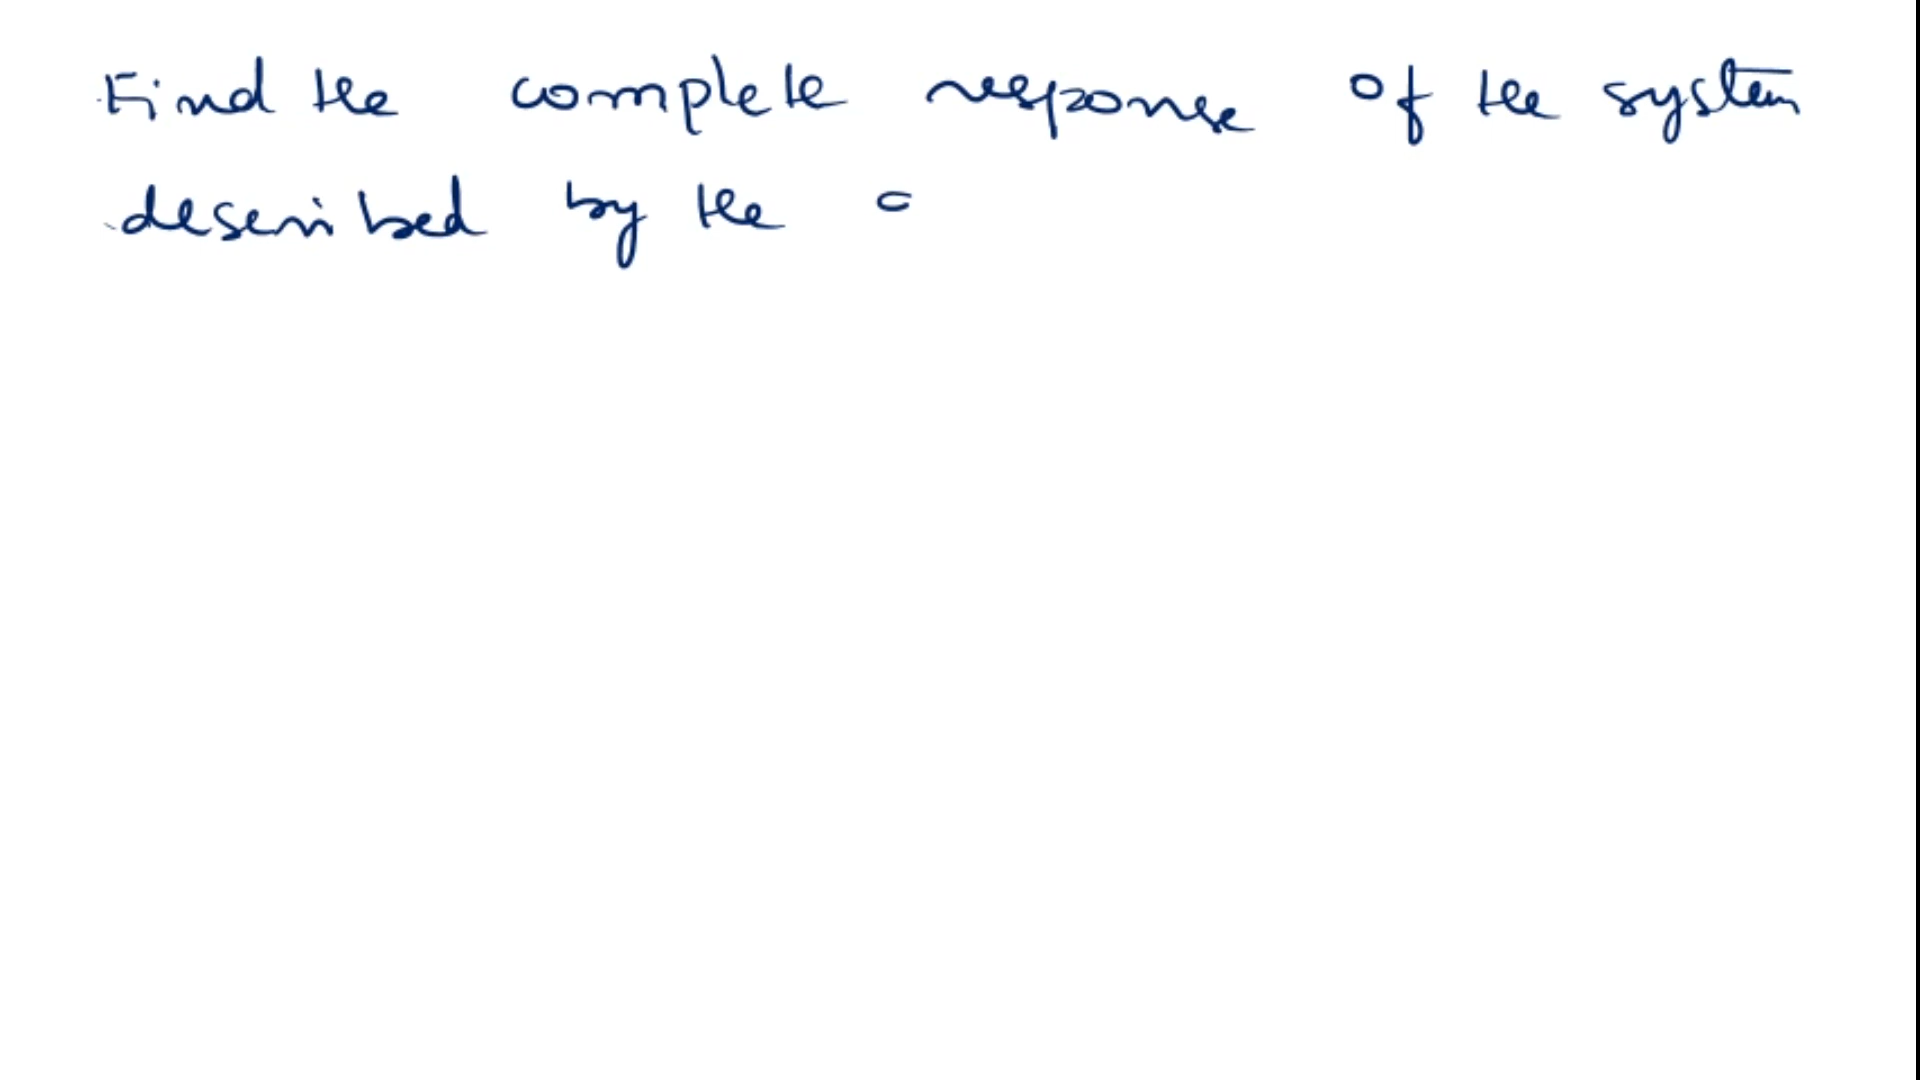 Find the complete response of the system
described by the